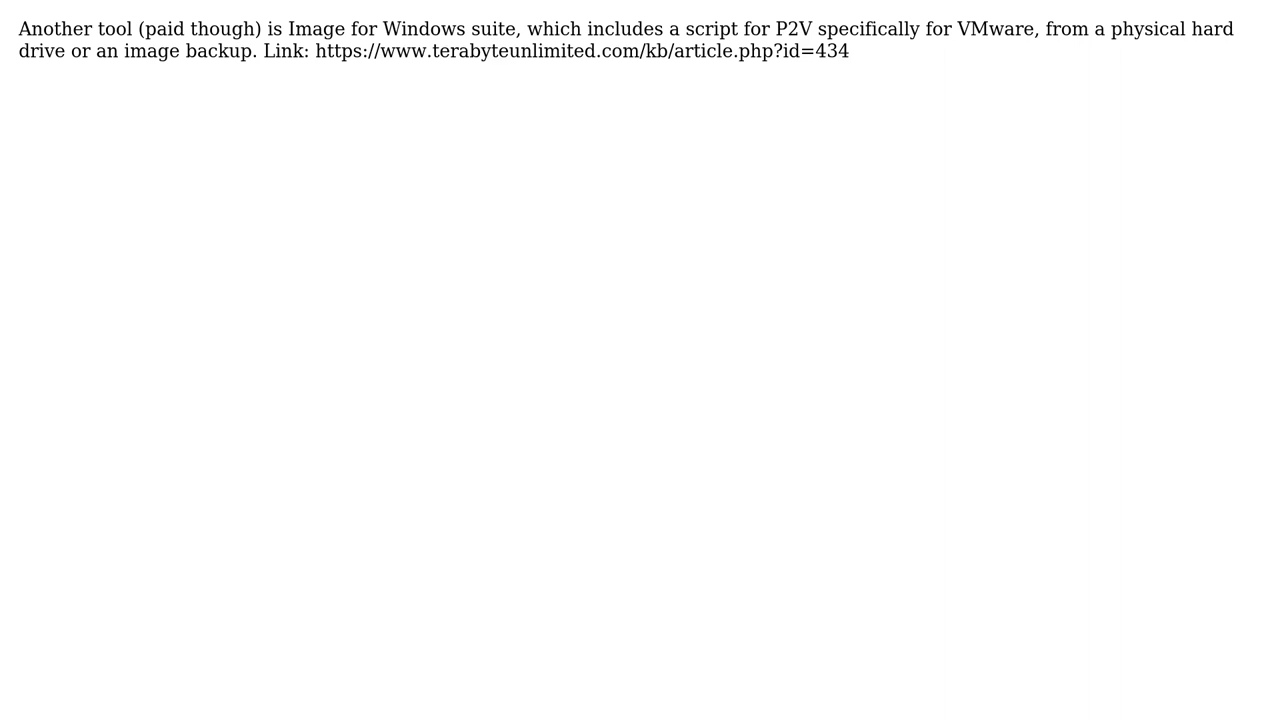 Another tool (paid though) is Image for Windows suite, which includes a script for P2V specifically for VMware, from a physical hard
drive or an image backup. Link: https://www.terabyteunlimited.com/kb/article.php?id=434